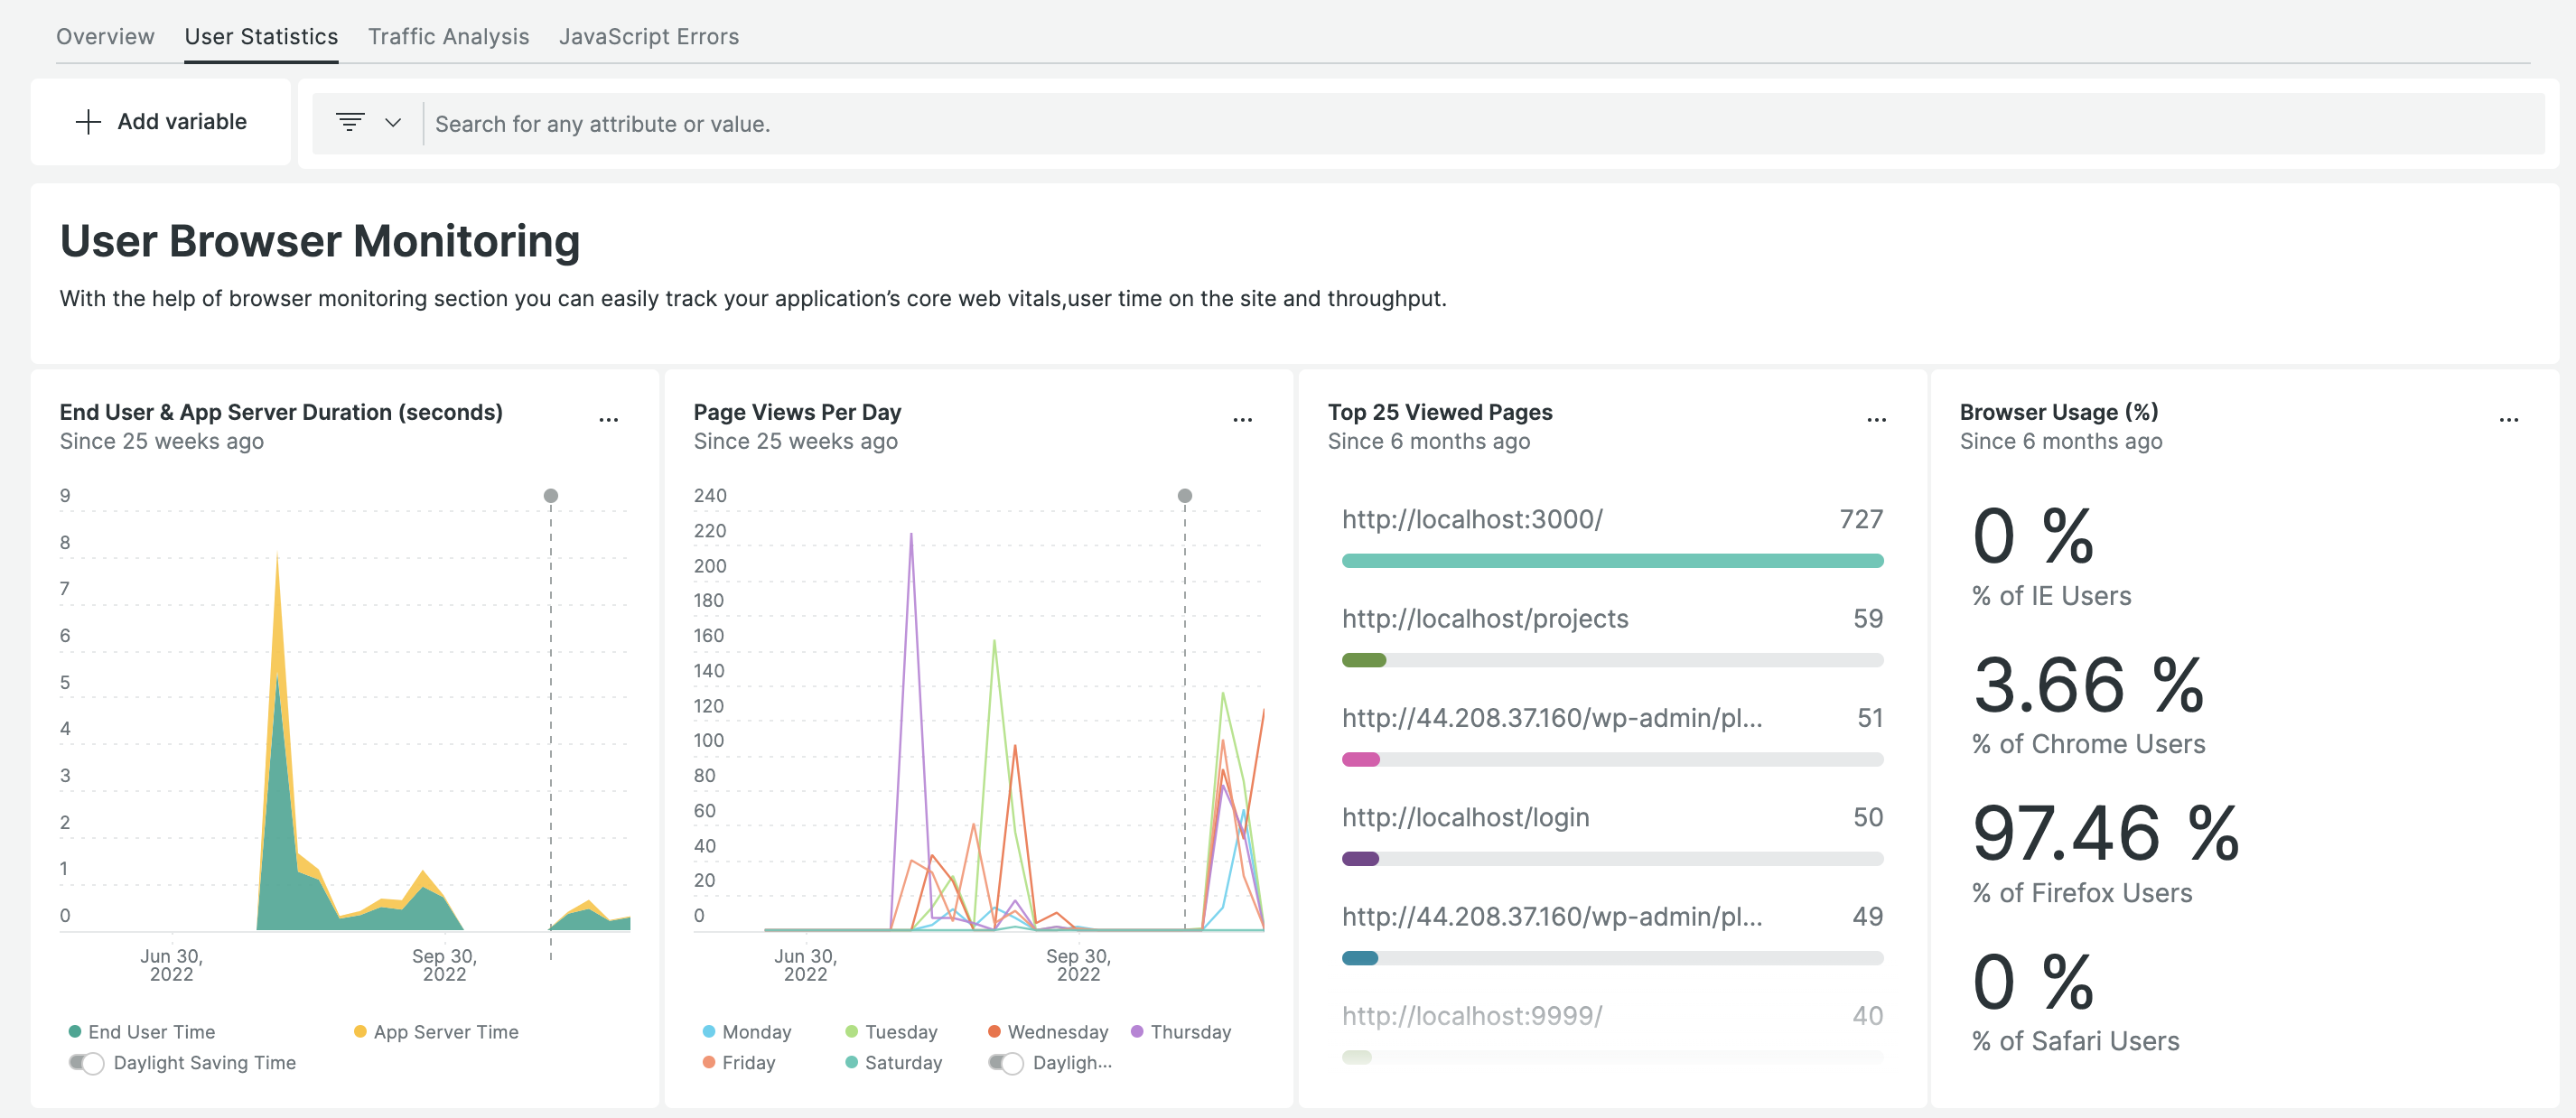 Overview User Statistics Traffic Analysis JavaScript Errors
Add variable
Search for any attribute or value.
User Browser Monitoring
With the help of browser monitoring section you can easily track your application’s core web vitals,user time on the site and throughput.
End User & App Server Duration (seconds)
Since 25 weeks ago
9
8
7
6
5
4
3
2
1
0
Jun 30, 2022
Sep 30, 2022
End User Time
App Server Time
Daylight Saving Time
Page Views Per Day
Since 25 weeks ago
240
220
200
180
160
140
120
100
80
60
40
20
0
Jun 30, 2022
Sep 30, 2022
Monday
Tuesday
Wednesday
Thursday
Friday
Saturday
Dayligh...
Top 25 Viewed Pages
Since 6 months ago
http://localhost:3000/ 727
http://localhost/projects 59
http://44.208.37.160/wp-admin/pl... 51
http://localhost/login 50
http://44.208.37.160/wp-admin/pl... 49
http://localhost:9999/ 40
Browser Usage (%)
Since 6 months ago
0 %
% of IE Users
3.66 %
% of Chrome Users
97.46 %
% of Firefox Users
0 %
% of Safari Users